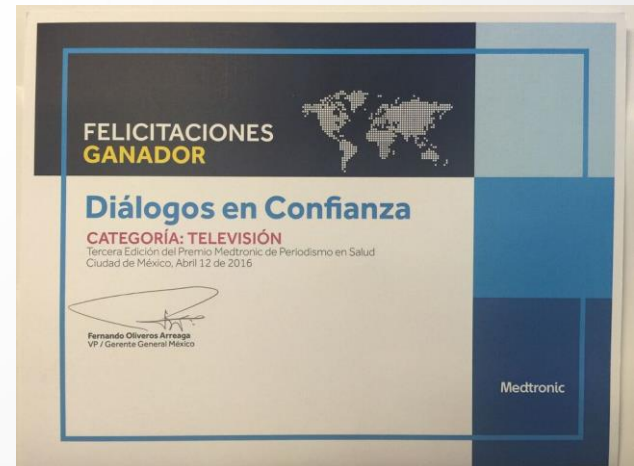 FELICITACIONES
GANADOR
Diálogos en Confianza
CATEGORÍA: TELEVISIÓN
Tercera Edición del Premio Medtronic de Periodismo en Salud
Ciudad de México, Abril 12 de 2016
Fernando Oliveros Arreaga
VP / Gerente General México
Medtronic